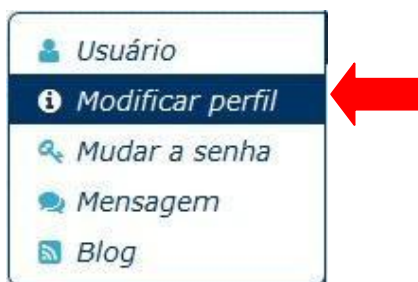 Usuário
Modificar perfil
Mudar a senha
Mensagem
Blog